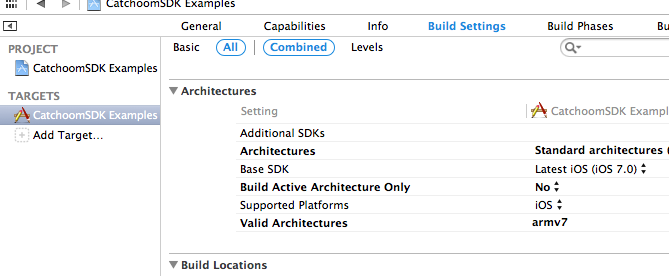 CatchoomSDK Examples
General Capabilities Info Build Settings Build Phases Bu
Basic All Combined Levels
PROJECT
CatchoomSDK Examples
TARGETS
CatchoomSDK Examples
Add Target...
Architectures
Setting CatchoomSDK Exampl
Additional SDKs
Architectures Standard architectures (
Base SDK Latest iOS (iOS 7.0)
Build Active Architecture Only No
Supported Platforms iOS
Valid Architectures armv7
Build Locations